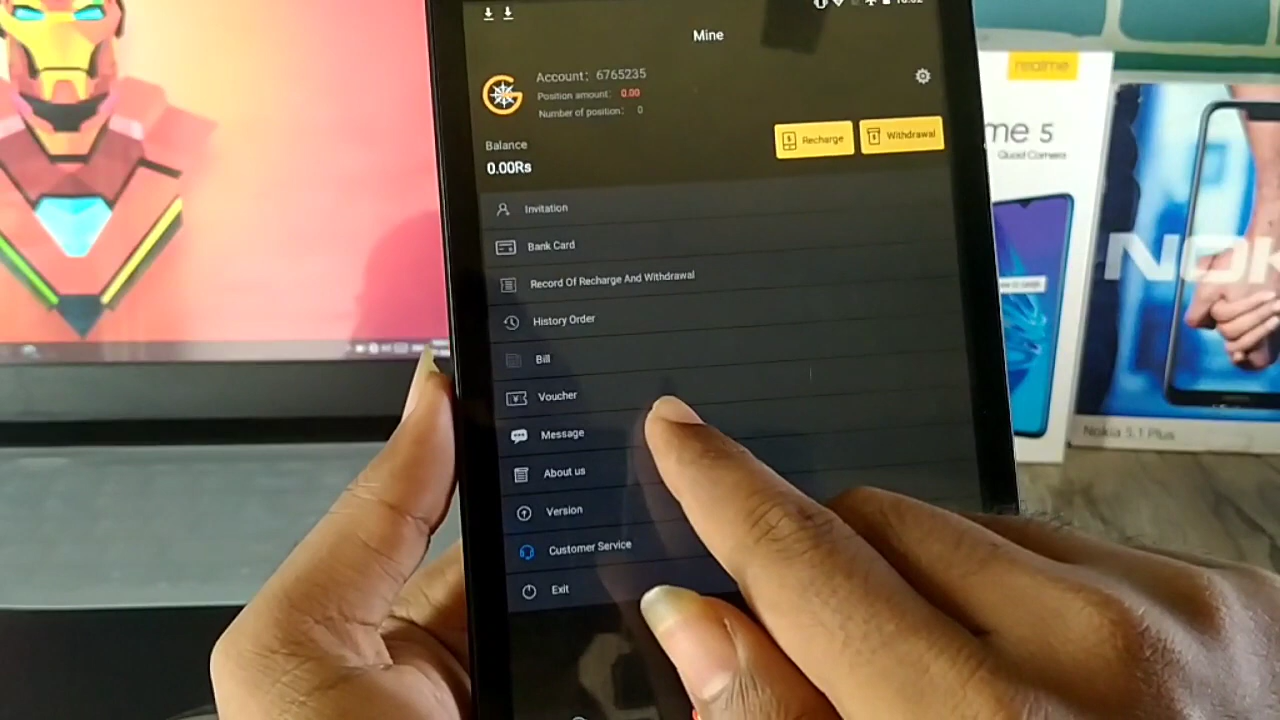 Mine
Account: 6765235
Position amount: 0.00
Number of position: 0
Balance
0.00Rs
Recharge
Withdrawal
Invitation
Bank Card
Record Of Recharge And Withdrawal
History Order
Bill
Voucher
Message
About us
Version
Customer Service
Exit
realme
me 5
Quad Camera
NOK
Nokia 5.1 Plus